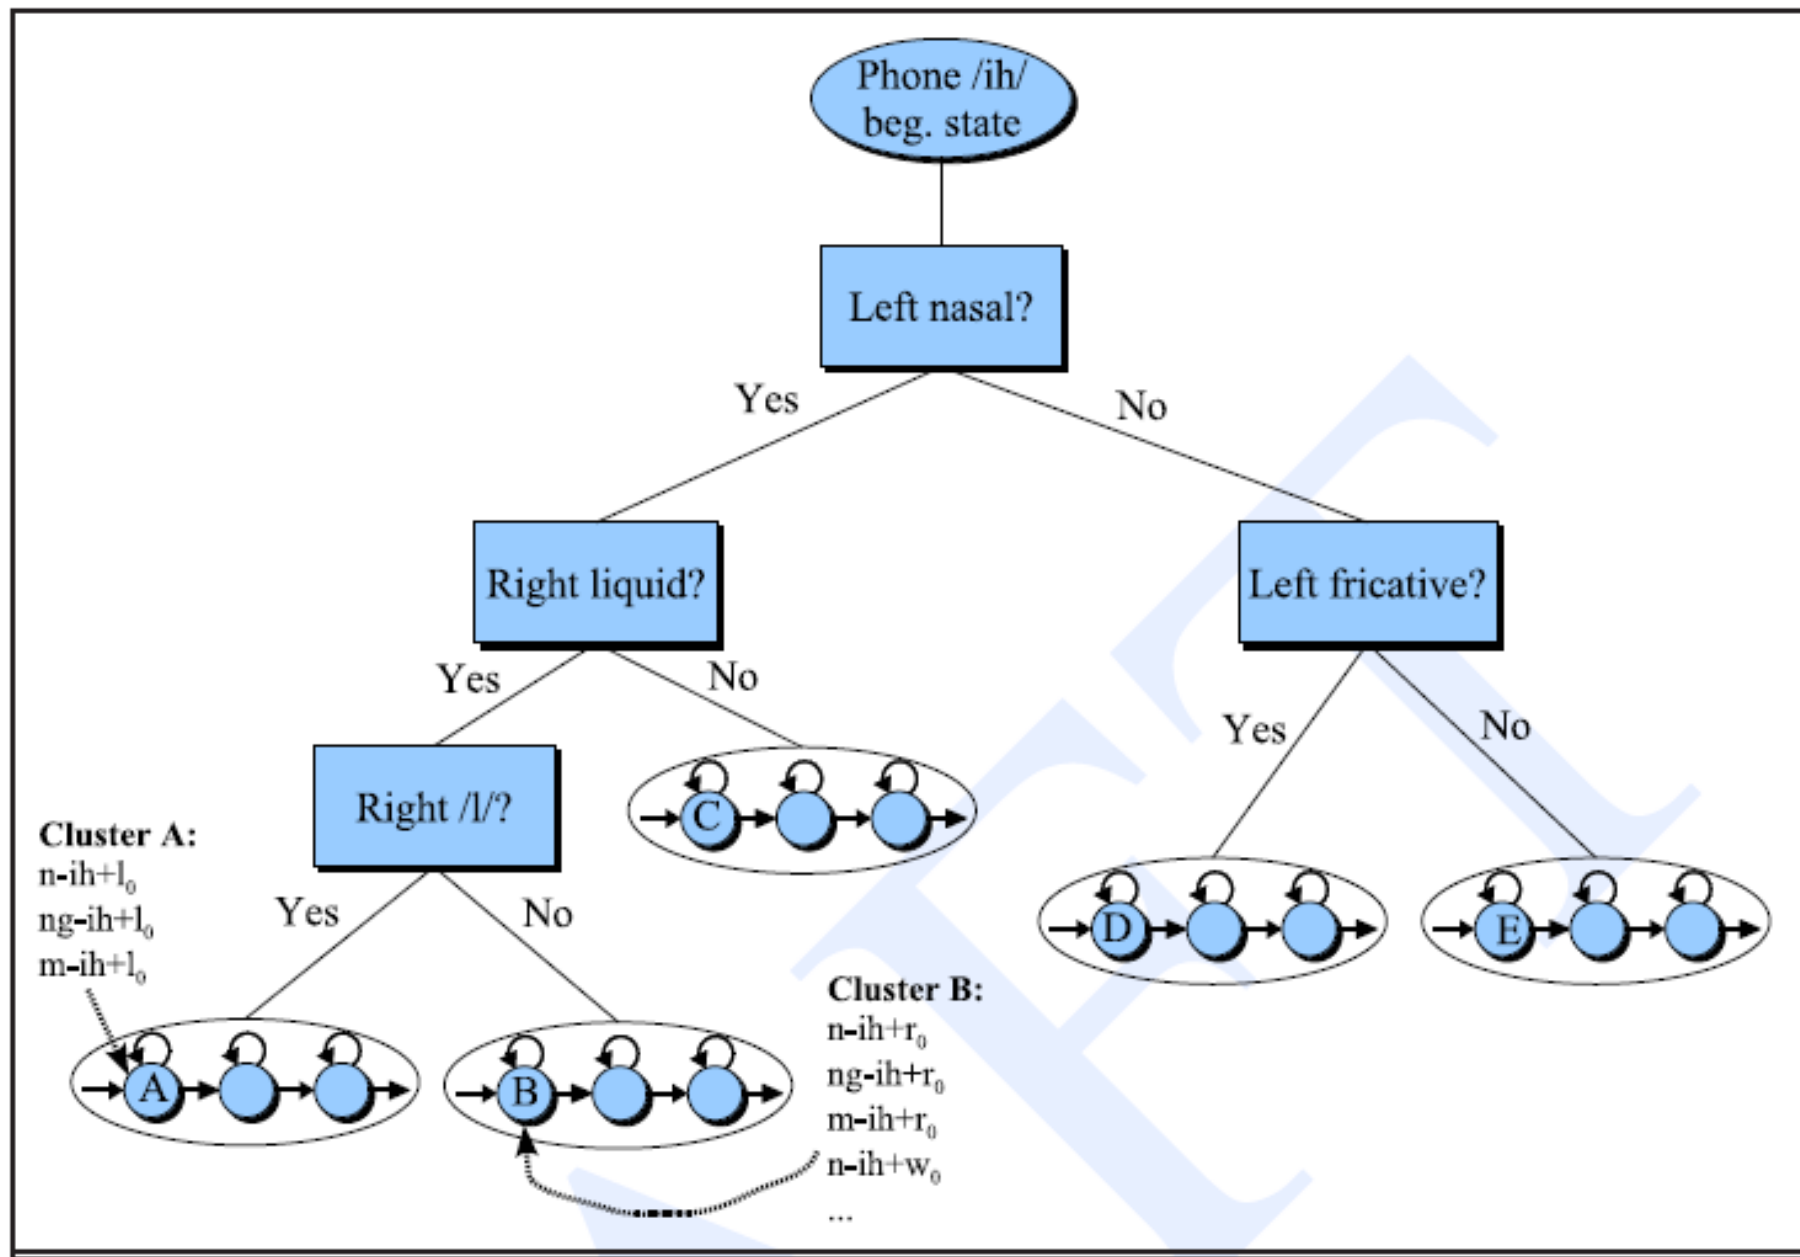 Phone /ih/
beg. state
Left nasal?
Yes
No
Right liquid?
Left fricative?
Yes
No
Yes
No
Right /l/?
C
Cluster A:
n-ih+l₀
ng-ih+l₀
m-ih+l₀
Yes
No
D
E
A
B
Cluster B:
n-ih+r₀
ng-ih+r₀
m-ih+r₀
n-ih+w₀
...